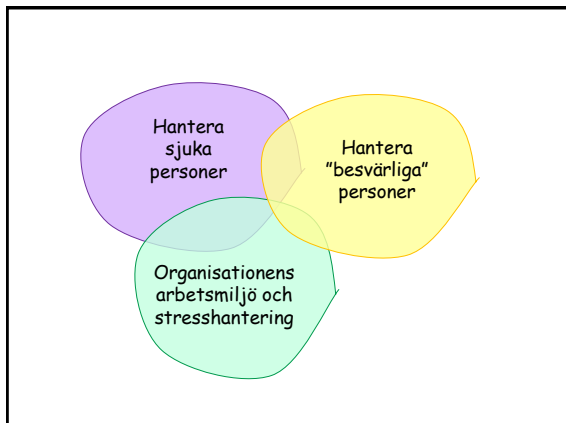 Hantera
sjuka
personer
Hantera
”besvärliga”
personer
Organisationens
arbetsmiljö och
stresshantering